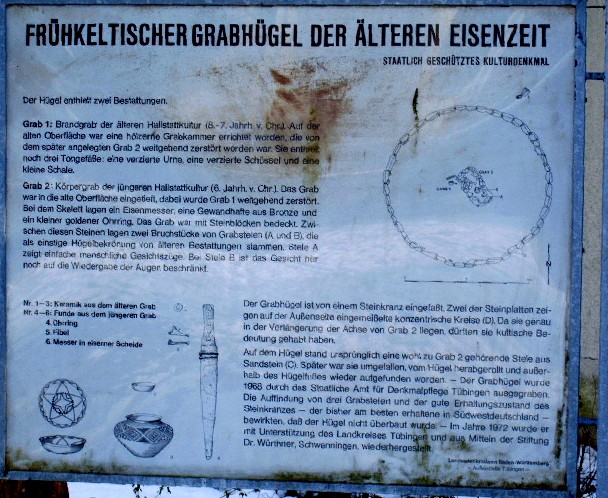 FRÜHKELTISCHER GRABHÜGEL DER ÄLTEREN EISENZEIT
STAATLICH GESCHÜTZTES KULTURDENKMAL
Der Hügel enthielt zwei Bestattungen.
Grab 1: Brandgrab der älteren Hallstattkultur (8.-7. Jahrh. v. Chr.). Auf der
alten Oberfläche war eine hölzerne Grabkammer errichtet worden, die von
dem später angelegten Grab 2 weitgehend zerstört worden war. Sie enthielt
noch drei Tongefäße: eine verzierte Urne, eine verzierte Schüssel und eine
kleine Schale.
Grab 2: Körpergrab der jüngeren Hallstattkultur (6. Jahrh. v. Chr.). Das Grab
war in die alte Oberfläche eingetieft, dabei wurde Grab 1 weitgehend zerstört.
Bei dem Skelett lagen ein Eisenmesser, eine Gewandhafte aus Bronze und
ein kleiner goldener Ohrring. Das Grab war mit Steinblöcken bedeckt. Zwi-
schen diesen Steinen lagen zwei Bruchstücke von Grabstelen (A und B), die
als einstige Hügelbekrönung von älteren Bestattungen stammen. Stele A
zeigt einfache menschliche Gesichtszüge. Bei Stele B ist das Gesicht nur
noch auf die Wiedergabe der Augen beschränkt.
GRAB 2
GRAB 1
N
Nr. 1–3: Keramik aus dem älteren Grab
Nr. 4–6: Funde aus dem jüngeren Grab
4. Ohrring
5. Fibel
6. Messer in eiserner Scheide
Der Grabhügel ist von einem Steinkranz eingefaßt. Zwei der Steinplatten zei-
gen auf der Außenseite eingemeißelte konzentrische Kreise (D). Da sie genau
in der Verlängerung der Achse von Grab 2 liegen, dürften sie kultische Be-
deutung gehabt haben.
Auf dem Hügel stand ursprünglich eine wohl zu Grab 2 gehörende Stele aus
Sandstein (C). Später war sie umgefallen, vom Hügel herabgerollt und außer-
halb des Hügelfußes wieder aufgefunden worden. — Der Grabhügel wurde
1968 durch das Staatliche Amt für Denkmalpflege Tübingen ausgegraben.
Die Auffindung von drei Grabstelen und der gute Erhaltungszustand des
Steinkranzes — der bisher am besten erhaltene in Südwestdeutschland —
bewirkten, daß der Hügel nicht überbaut wurde. — Im Jahre 1972 wurde er
mit Unterstützung des Landkreises Tübingen und aus Mitteln der Stiftung
Dr. Würthner, Schwenningen, wiederhergestellt.
Landesdenkmalamt Baden-Württemberg
- Außenstelle Tübingen -